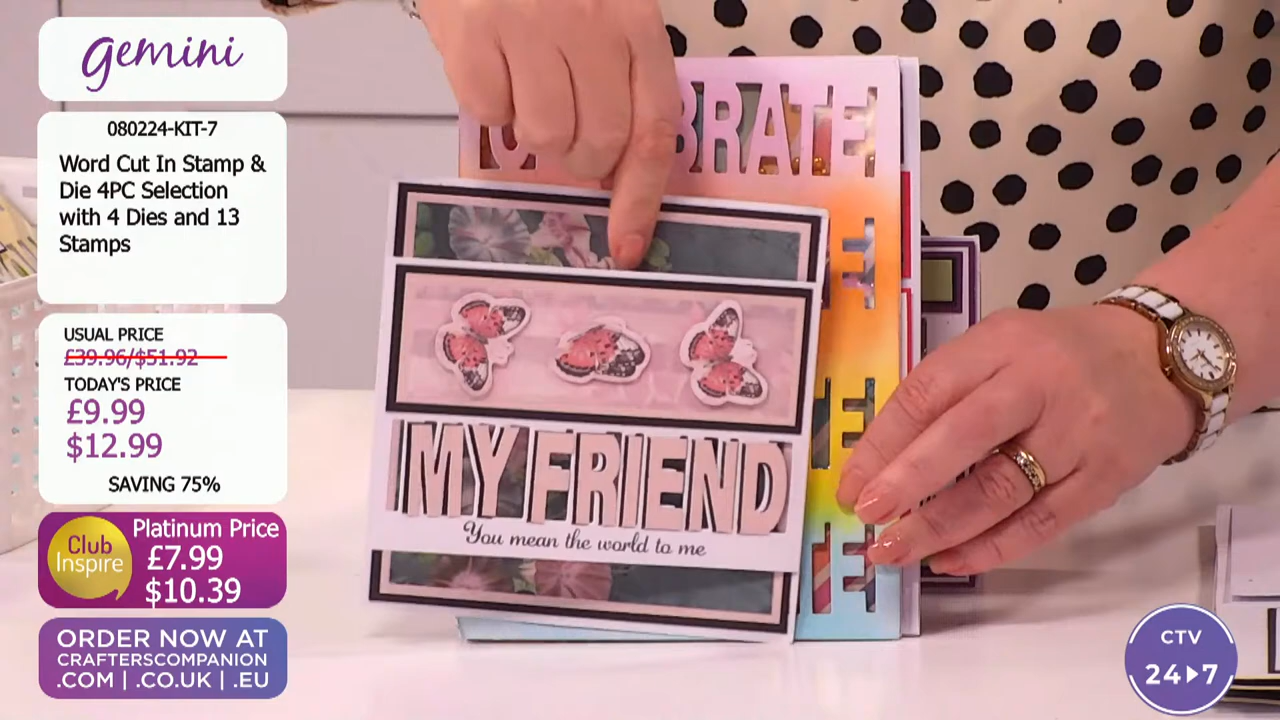 gemini
080224-KIT-7
Word Cut In Stamp &
Die 4PC Selection
with 4 Dies and 13
Stamps
USUAL PRICE
£39.96/$51.92
TODAY'S PRICE
£9.99
$12.99
SAVING 75%
Club
Inspire
Platinum Price
£7.99
$10.39
ORDER NOW AT
CRAFTERSCOMPANION
.COM | .CO.UK | .EU
MY FRIEND
You mean the world to me
CTV
24▶7